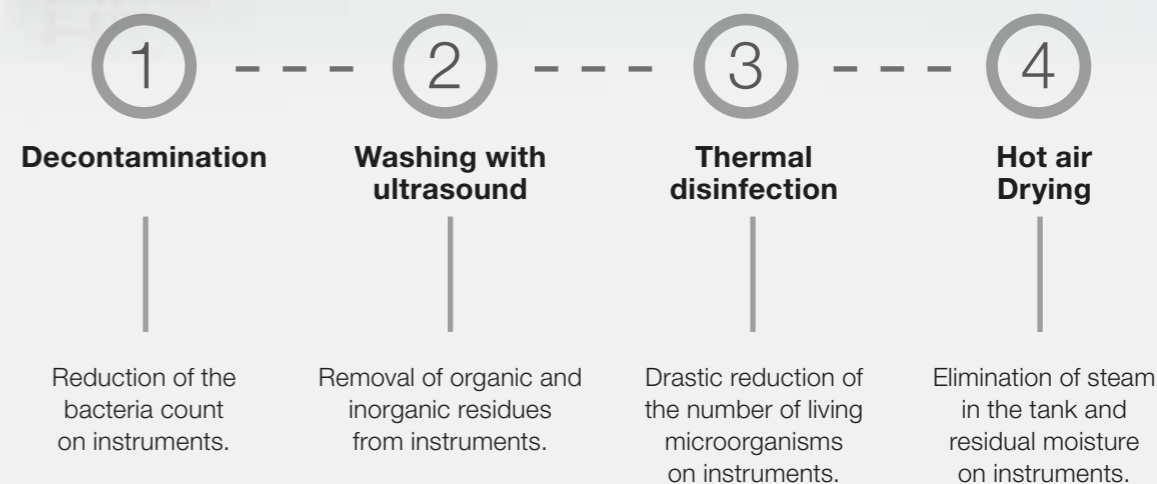 1
Decontamination
Reduction of the
bacteria count
on instruments.
2
Washing with
ultrasound
Removal of organic and
inorganic residues
from instruments.
3
Thermal
disinfection
Drastic reduction of
the number of living
microorganisms
on instruments.
4
Hot air
Drying
Elimination of steam
in the tank and
residual moisture
on instruments.